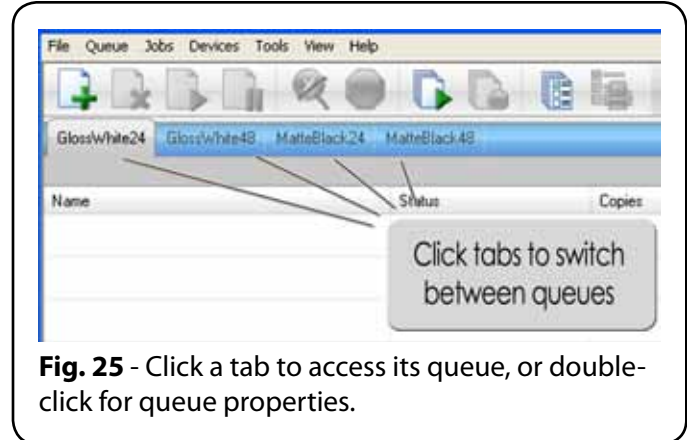 File Queue Jobs Devices Tools View Help
GlossWhite24 GlossWhite48 MatteBlack24 MatteBlack48
Name Status Copies
Click tabs to switch
between queues
Fig. 25 - Click a tab to access its queue, or double-
click for queue properties.